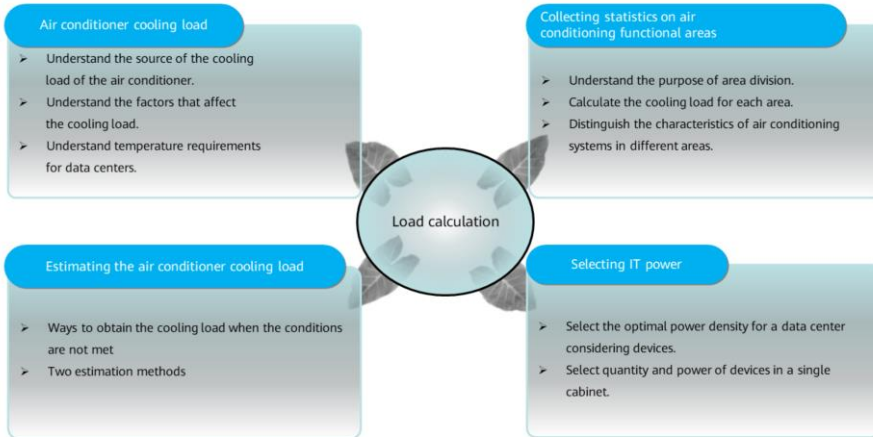 Air conditioner cooling load
➢ Understand the source of the cooling
load of the air conditioner.
➢ Understand the factors that affect
the cooling load.
➢ Understand temperature requirements
for data centers.
Collecting statistics on air
conditioning functional areas
➢ Understand the purpose of area division.
➢ Calculate the cooling load for each area.
➢ Distinguish the characteristics of air conditioning
systems in different areas.
Load calculation
Estimating the air conditioner cooling load
➢ Ways to obtain the cooling load when the conditions
are not met
➢ Two estimation methods
Selecting IT power
➢ Select the optimal power density for a data center
considering devices.
➢ Select quantity and power of devices in a single
cabinet.